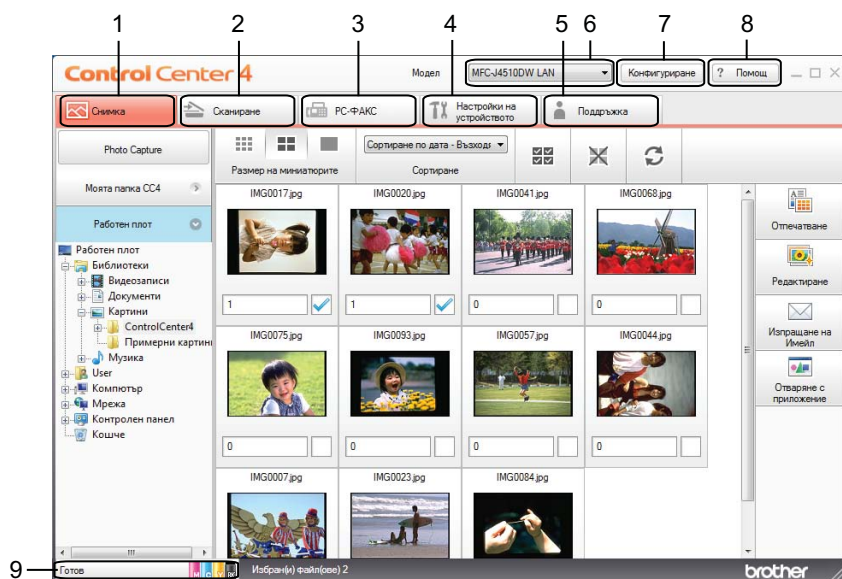 1 2 3 4 5 6 7 8
Control Center 4
Модел
MFC-J4510DW LAN
Конфигуриране
? Помощ
Снимка
Сканиране
PC-ФАКС
Настройки на
устройството
Поддръжка
Photo Capture
Моята папка CC4
Работен плот
Размер на миниатюрите
Сортиране по дата - Възходя
Сортиране
Работен плот
Библиотеки
Видеозаписи
Документи
Картини
ControlCenter4
Примерни картин
Музика
User
Компютър
Мрежа
Контролен панел
Кошче
IMG0017.jpg IMG0020.jpg IMG0041.jpg IMG0068.jpg
1 1 0 0
IMG0075.jpg IMG0093.jpg IMG0057.jpg IMG0044.jpg
0 0 0 0
IMG0007.jpg IMG0023.jpg IMG0084.jpg
Отпечатване
Редактиране
Изпращане на
Имейл
Отваряне с
приложение
9
Готов
M C Y BK
Избран(и) файл(ове) 2
brother